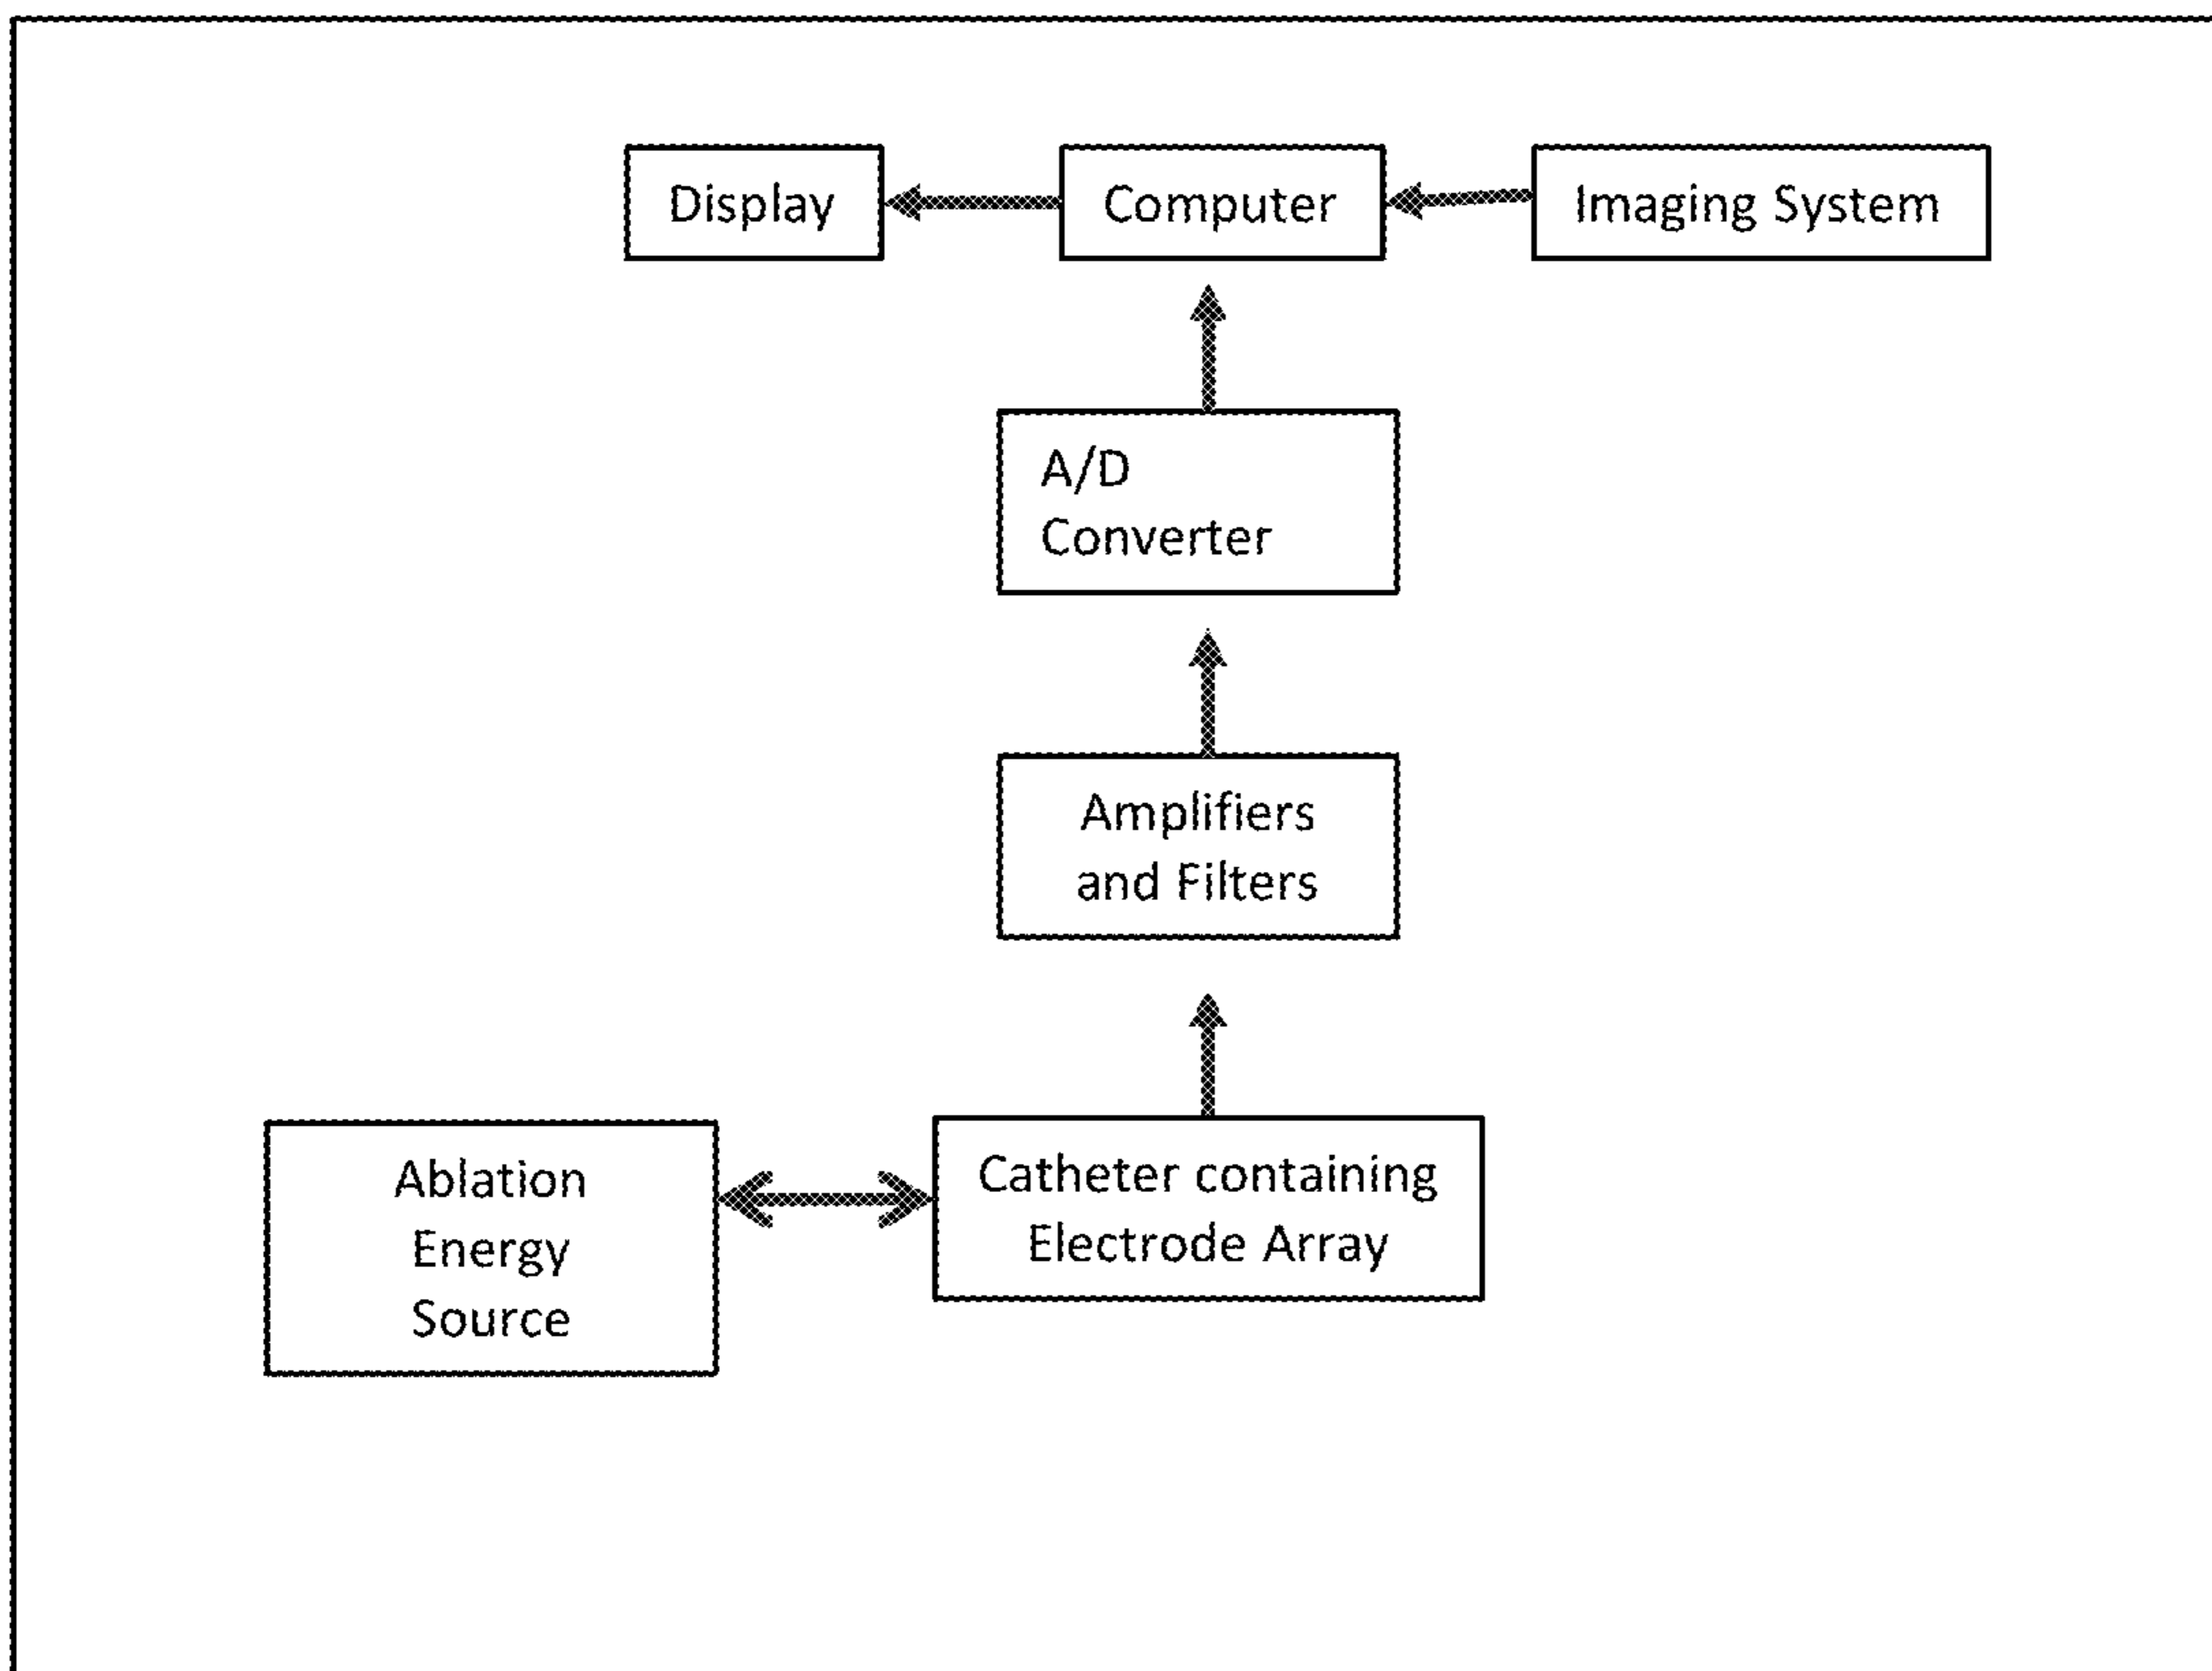 Display
Computer
Imaging System
A/D
Converter
Amplifiers
and Filters
Ablation
Energy
Source
Catheter containing
Electrode Array